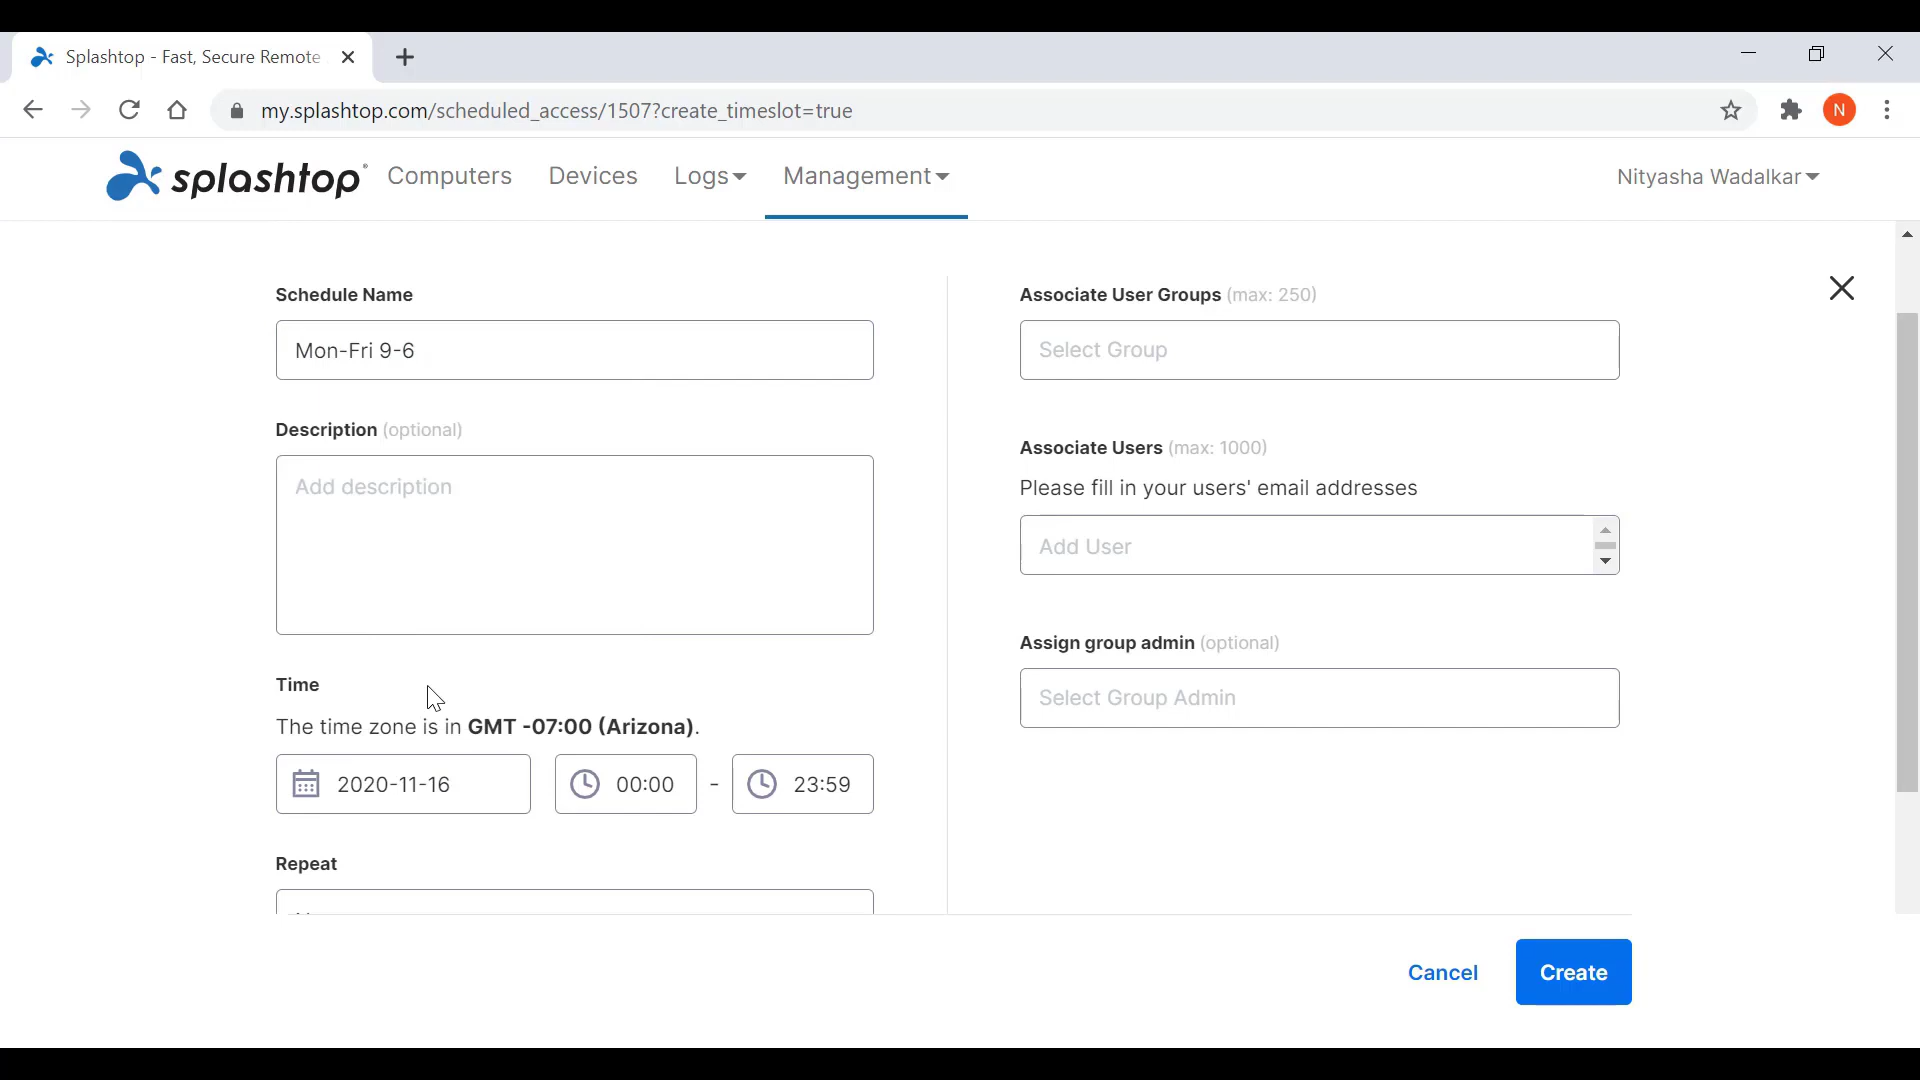 Splashtop - Fast, Secure Remote
my.splashtop.com/scheduled_access/1507?create_timeslot=true
N
splashtop
Computers
Devices
Logs
Management
Nityasha Wadalkar
Schedule Name
Mon-Fri 9-6
Description (optional)
Add description
Time
The time zone is in GMT -07:00 (Arizona).
2020-11-16
00:00
-
23:59
Repeat
Associate User Groups (max: 250)
Select Group
Associate Users (max: 1000)
Please fill in your users' email addresses
Add User
Assign group admin (optional)
Select Group Admin
Cancel
Create